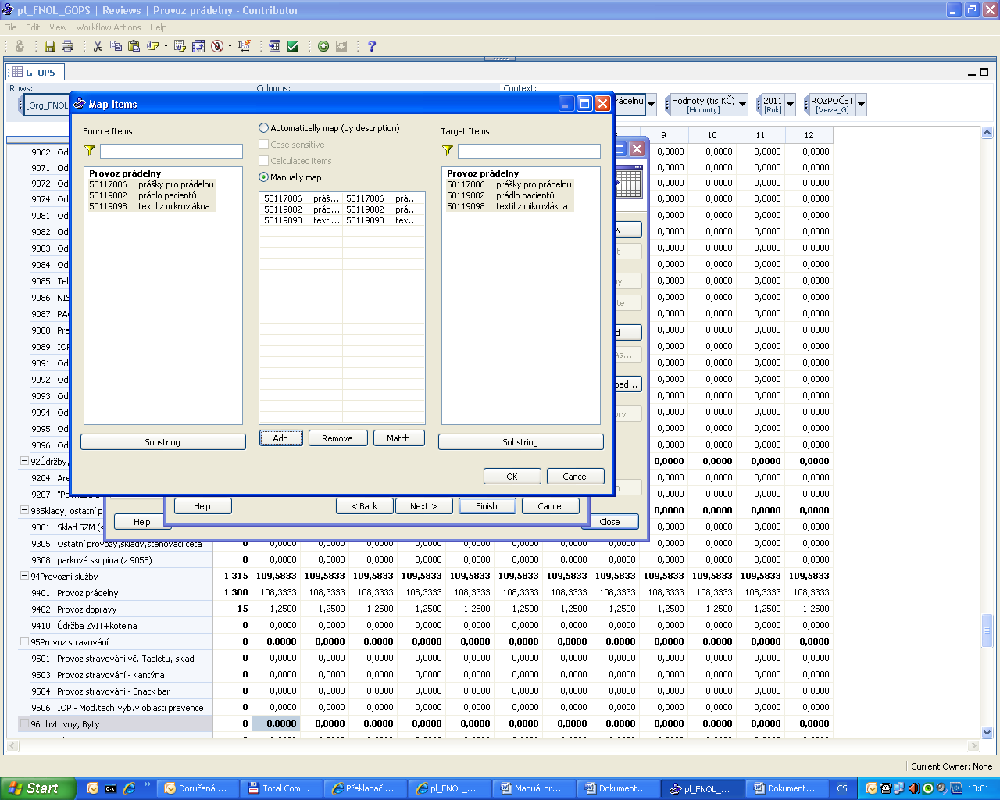 pl_FNOL_GOPS | Reviews | Provoz prádelny - Contributor
File Edit View Workflow Actions Help
G_OPS
Rows: Columns: Context:
[Org_FNOL Hodnoty (tis.KČ) 2011 ROZPOČET
[Hodnoty] [Rok] [Verze_G]
Map Items
Source Items
Automatically map (by description)
Case sensitive
Calculated items
Manually map
Target Items
Provoz prádelny
50117006 prášky pro prádelnu
50119002 prádlo pacientů
50119098 textil z mikrovlákna
50117006 práš... 50117006 prá...
50119002 prád... 50119002 prá...
50119098 texti... 50119098 tex...
Provoz prádelny
50117006 prášky pro prádelnu
50119002 prádlo pacientů
50119098 textil z mikrovlákna
Substring Add Remove Match Substring
OK Cancel
Help < Back Next > Finish Cancel
Help Close
9 10 11 12
9062 Od 0,0000 0,0000 0,0000 0,0000
9071 Od 0,0000 0,0000 0,0000 0,0000
9072 Od 0,0000 0,0000 0,0000 0,0000
9074 Od 0,0000 0,0000 0,0000 0,0000
9081 Od 0,0000 0,0000 0,0000 0,0000
9082 Od 0,0000 0,0000 0,0000 0,0000
9083 Od 0,0000 0,0000 0,0000 0,0000
9084 Od 0,0000 0,0000 0,0000 0,0000
9085 Tel 0,0000 0,0000 0,0000 0,0000
9086 NIS 0,0000 0,0000 0,0000 0,0000
9087 PA 0,0000 0,0000 0,0000 0,0000
9088 Pra 0,0000 0,0000 0,0000 0,0000
9089 IOP 0,0000 0,0000 0,0000 0,0000
9091 Od 0,0000 0,0000 0,0000 0,0000
9092 Od 0,0000 0,0000 0,0000 0,0000
9093 Od 0,0000 0,0000 0,0000 0,0000
9094 Od 0,0000 0,0000 0,0000 0,0000
9095 Od 0,0000 0,0000 0,0000 0,0000
9096 Od 0,0000 0,0000 0,0000 0,0000
92Údržby, 0,0000 0,0000 0,0000 0,0000
9204 Are 0,0000 0,0000 0,0000 0,0000
9207 0,0000 0,0000 0,0000 0,0000
93Sklady, ostatní p 0,0000 0,0000 0,0000 0,0000
9301 Sklad SZM (s 0,0000 0,0000 0,0000 0,0000
9305 Ostatní provozy,sklady,stěhovací četa 0 0,0000 0,0000 0,0000 0,0000 0,0000 0,0000 0,0000 0,0000 0,0000 0,0000 0,0000 0,0000
9308 parková skupina (z 9058) 0 0,0000 0,0000 0,0000 0,0000 0,0000 0,0000 0,0000 0,0000 0,0000 0,0000 0,0000 0,0000
94Provozní služby 1 315 109,5833 109,5833 109,5833 109,5833 109,5833 109,5833 109,5833 109,5833 109,5833 109,5833 109,5833 109,5833
9401 Provoz prádelny 1 300 108,3333 108,3333 108,3333 108,3333 108,3333 108,3333 108,3333 108,3333 108,3333 108,3333 108,3333 108,3333
9402 Provoz dopravy 15 1,2500 1,2500 1,2500 1,2500 1,2500 1,2500 1,2500 1,2500 1,2500 1,2500 1,2500 1,2500
9410 Údržba ZVIT+kotelna 0 0,0000 0,0000 0,0000 0,0000 0,0000 0,0000 0,0000 0,0000 0,0000 0,0000 0,0000 0,0000
95Provoz stravování 0 0,0000 0,0000 0,0000 0,0000 0,0000 0,0000 0,0000 0,0000 0,0000 0,0000 0,0000 0,0000
9501 Provoz stravování vč. Tabletu, sklad 0 0,0000 0,0000 0,0000 0,0000 0,0000 0,0000 0,0000 0,0000 0,0000 0,0000 0,0000 0,0000
9503 Provoz stravování - Kantýna 0 0,0000 0,0000 0,0000 0,0000 0,0000 0,0000 0,0000 0,0000 0,0000 0,0000 0,0000 0,0000
9504 Provoz stravování - Snack bar 0 0,0000 0,0000 0,0000 0,0000 0,0000 0,0000 0,0000 0,0000 0,0000 0,0000 0,0000 0,0000
9506 IOP - Mod.tech.vyb.v oblasti prevence 0 0,0000 0,0000 0,0000 0,0000 0,0000 0,0000 0,0000 0,0000 0,0000 0,0000 0,0000 0,0000
96Ubytovny, Byty 0 0,0000 0,0000 0,0000 0,0000 0,0000 0,0000 0,0000 0,0000 0,0000 0,0000 0,0000 0,0000
Current Owner: None
Start Doručená ... Total Com... Překladač ... pl_FNOL_... Manuál pr... Dokument... pl_FNOL_... Dokument... CS 13:01